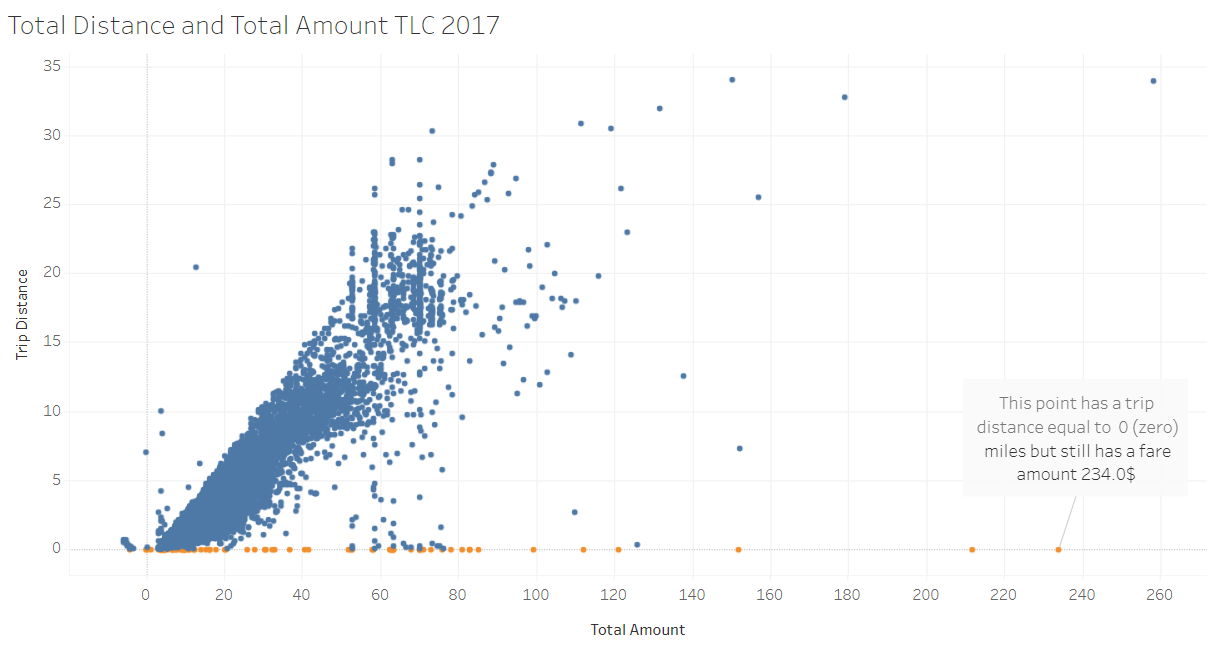 Total Distance and Total Amount TLC 2017
35
30
25
20
15
10
5
0
Trip Distance
This point has a trip
distance equal to 0 (zero)
miles but still has a fare
amount 234.0$
0 20 40 60 80 100 120 140 160 180 200 220 240 260
Total Amount